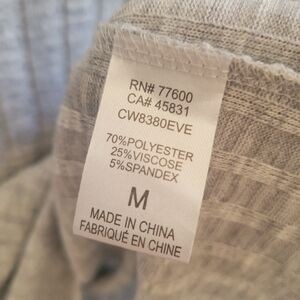 RN# 77600
CA# 45831
CW8380EVE
70%POLYESTER
25%VISCOSE
5%SPANDEX
M
MADE IN CHINA
FABRIQUÉ EN CHINE